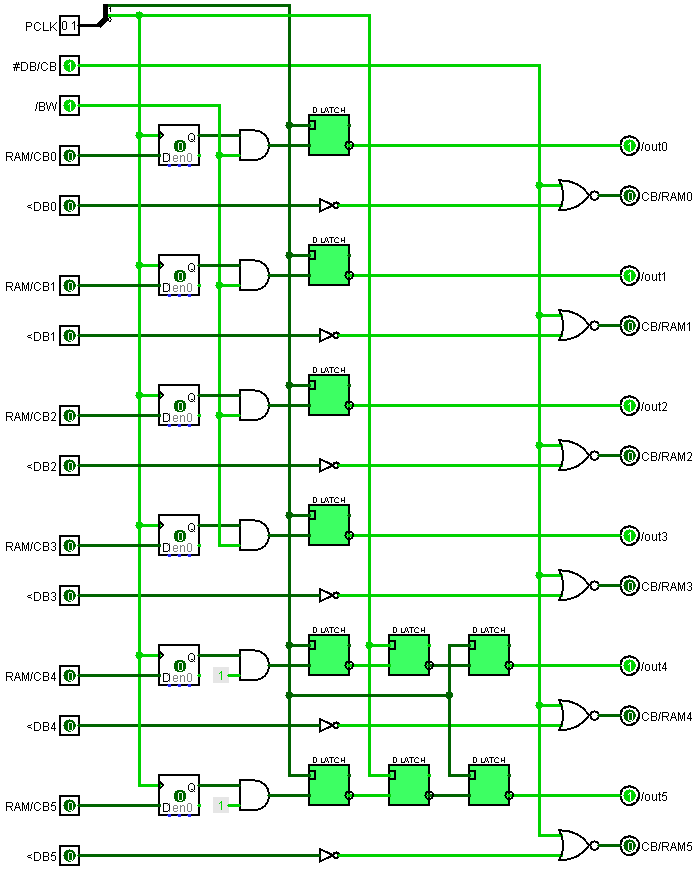 PCLK 0 1
1
0
#DB/CB 1
/BW 1
D LATCH
Q
0
D en0
RAM/CB0 0
1 /out0
<DB0 0
0 CB/RAM0
D LATCH
Q
0
D en0
RAM/CB1 0
1 /out1
<DB1 0
0 CB/RAM1
D LATCH
Q
0
D en0
RAM/CB2 0
1 /out2
<DB2 0
0 CB/RAM2
D LATCH
Q
0
D en0
RAM/CB3 0
1 /out3
<DB3 0
0 CB/RAM3
D LATCH D LATCH D LATCH
Q
0
D en0
RAM/CB4 0
1
1 /out4
<DB4 0
0 CB/RAM4
D LATCH D LATCH D LATCH
Q
0
D en0
RAM/CB5 0
1
1 /out5
<DB5 0
0 CB/RAM5